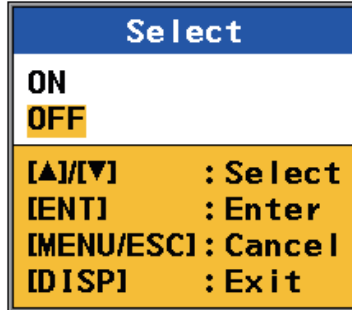 Select
ON
OFF
[▲]/[▼] :Select
[ENT] :Enter
[MENU/ESC]:Cancel
[DISP] :Exit